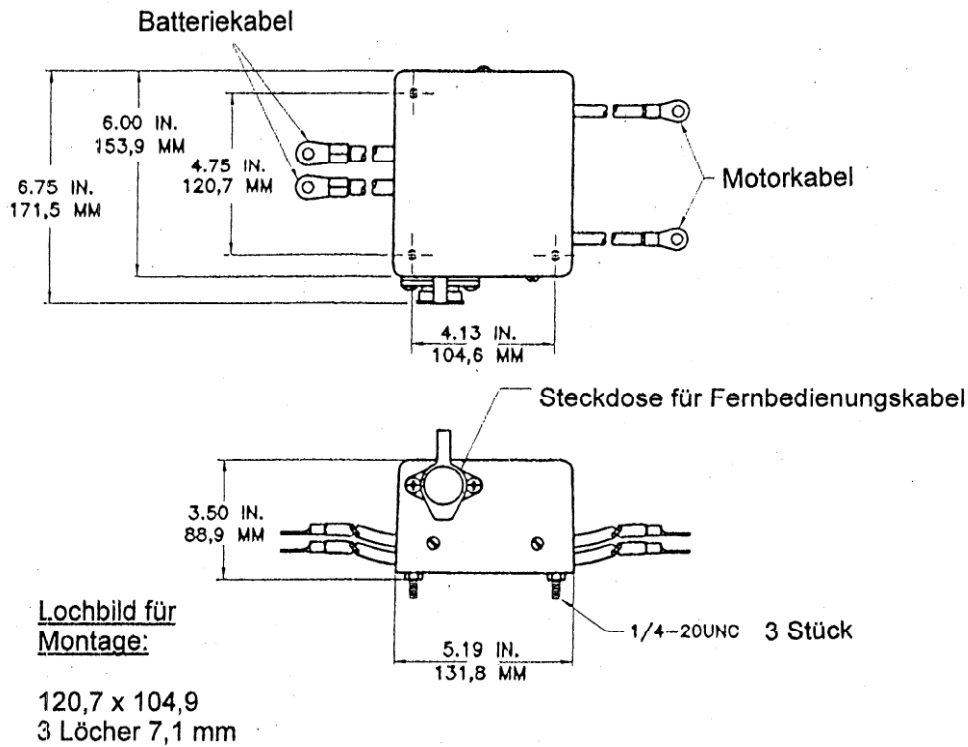 Batteriekabel
6.00 IN.
153,9 MM
4.75 IN.
120,7 MM
6.75 IN.
171,5 MM
Motorkabel
4.13 IN.
104,6 MM
Steckdose für Fernbedienungskabel
3.50 IN.
88,9 MM
Lochbild für
Montage:
1/4-20UNC 3 Stück
5.19 IN.
131,8 MM
120,7 x 104,9
3 Löcher 7,1 mm